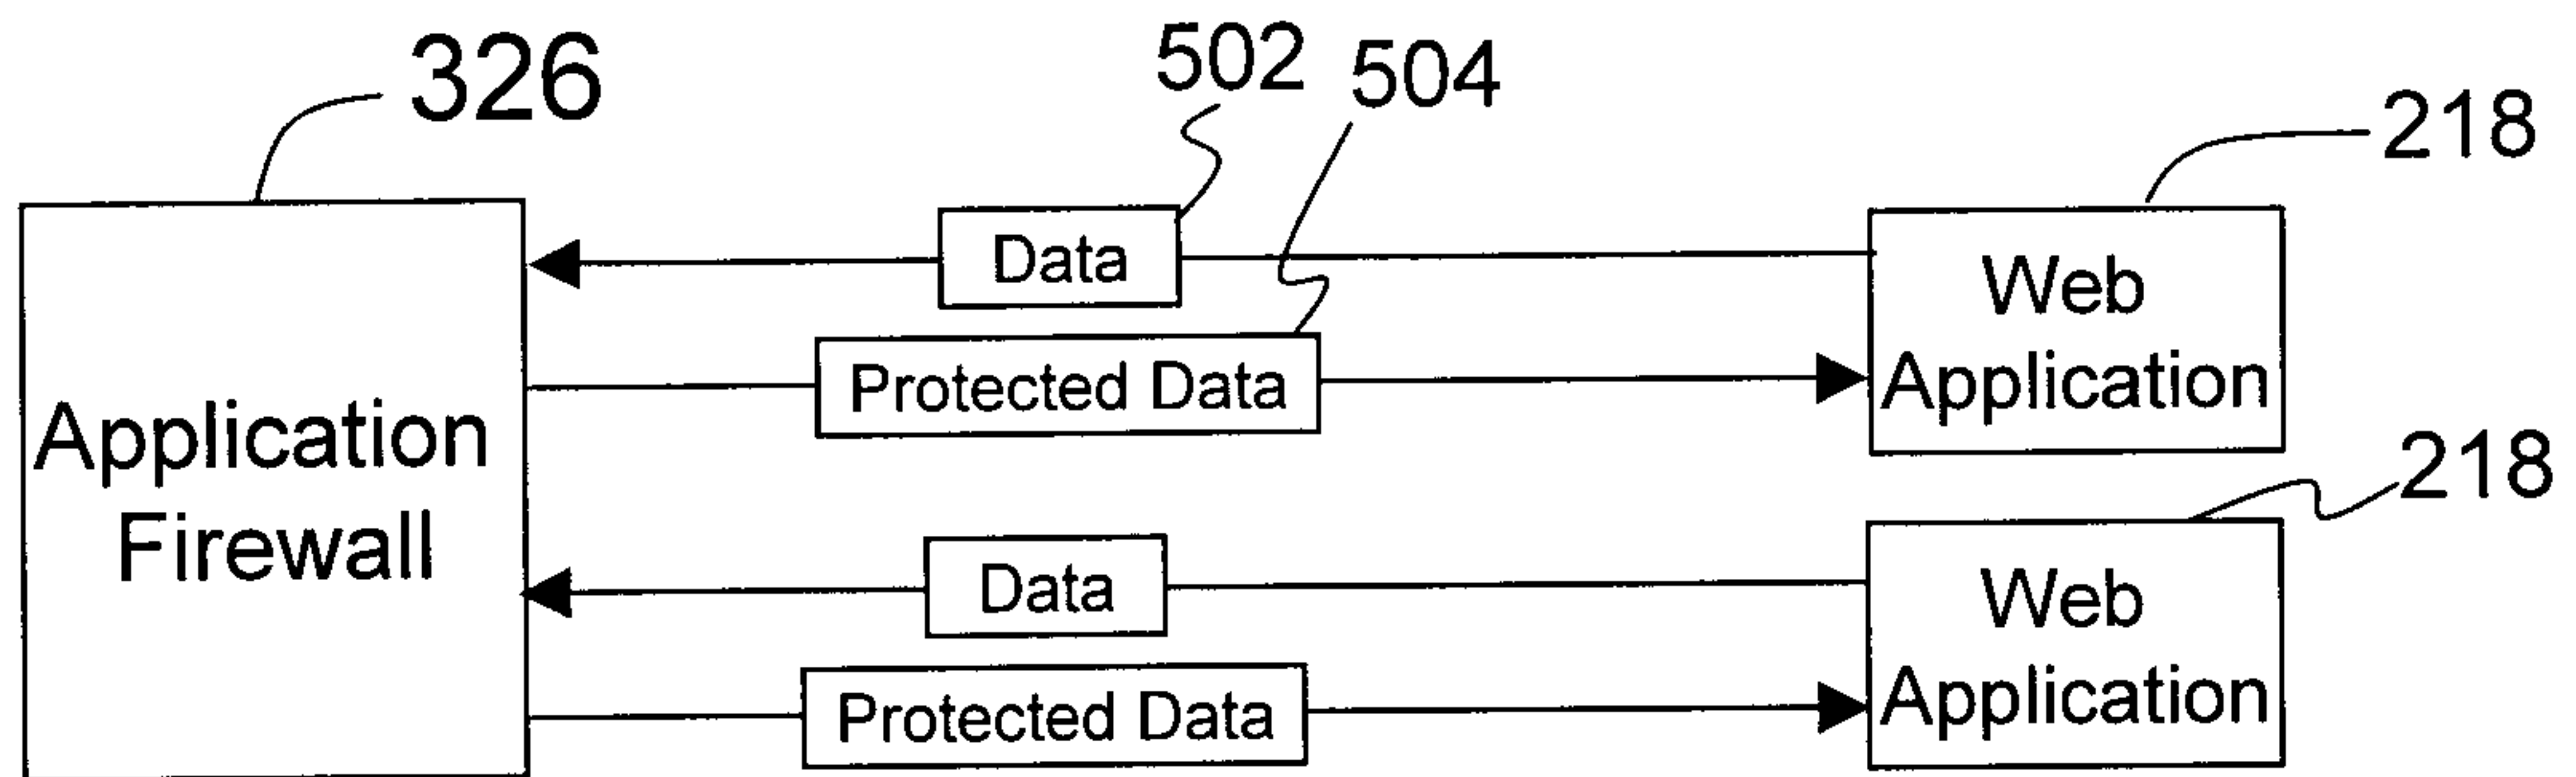 326
502
504
218
Data
Web
Application
Protected Data
Application
Firewall
218
Data
Web
Application
Protected Data